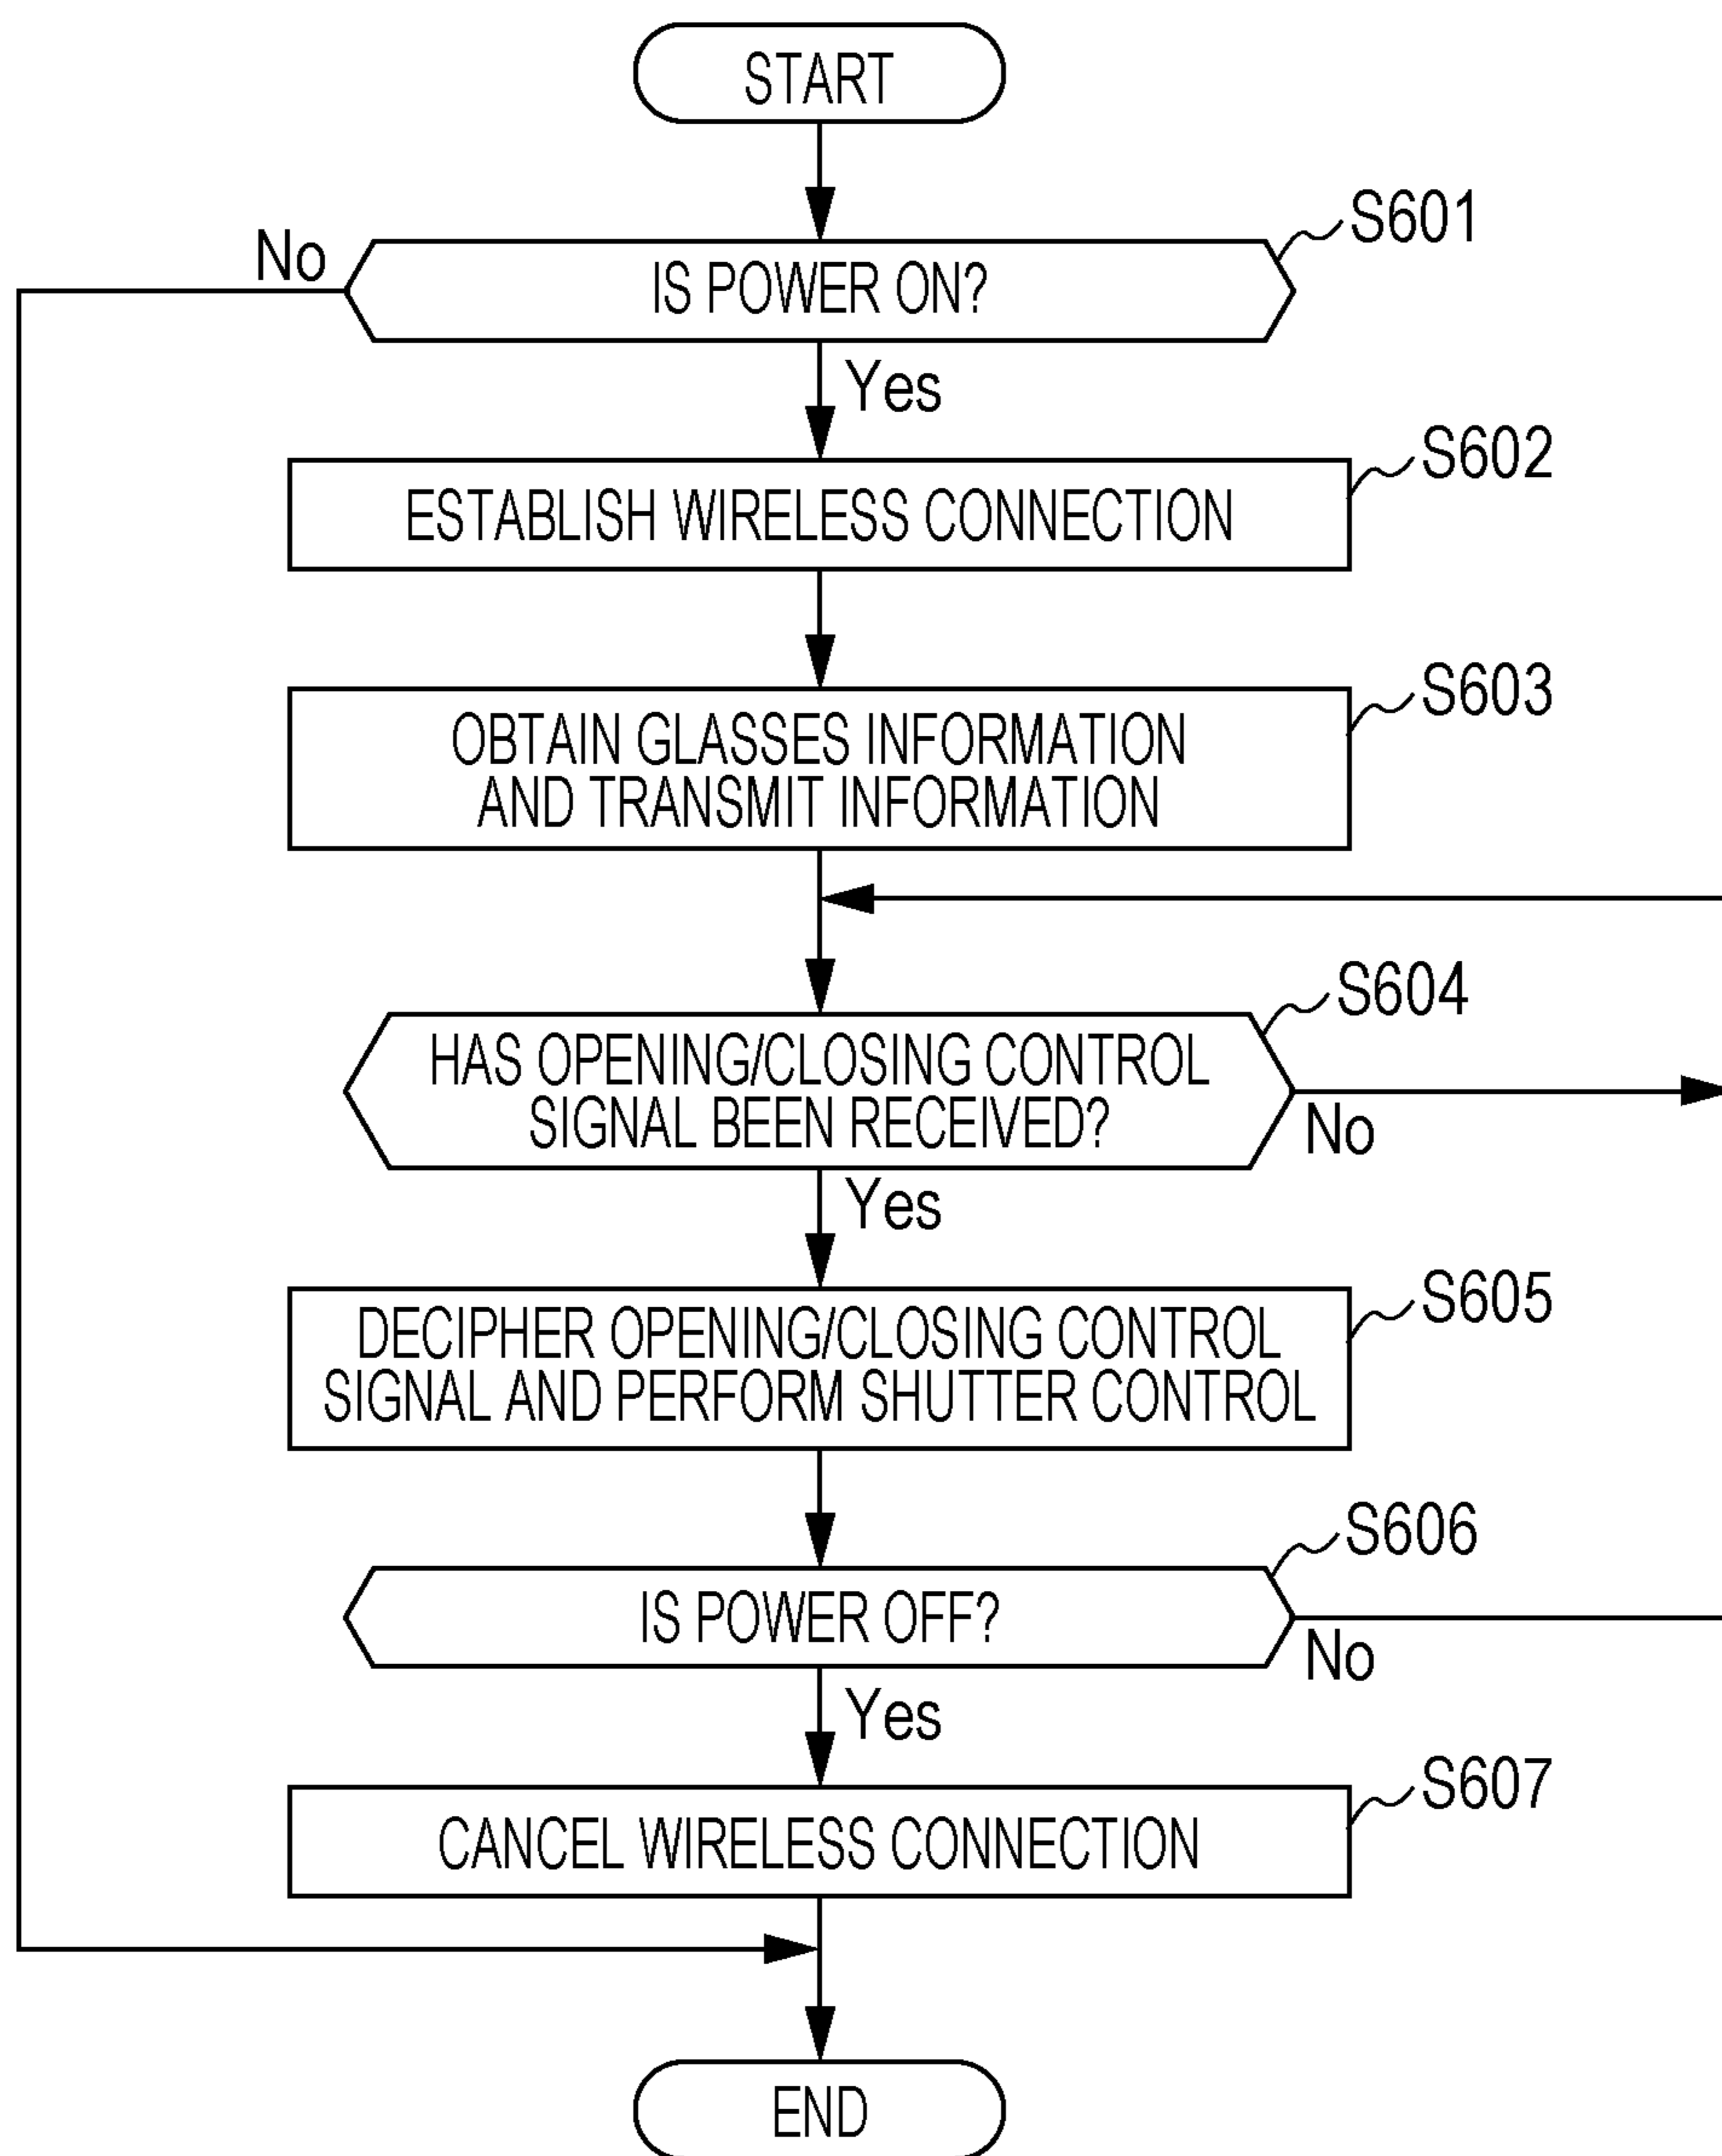 START
S601
No
IS POWER ON?
Yes
S602
ESTABLISH WIRELESS CONNECTION
S603
OBTAIN GLASSES INFORMATION
AND TRANSMIT INFORMATION
S604
HAS OPENING/CLOSING CONTROL
SIGNAL BEEN RECEIVED?
No
Yes
S605
DECIPHER OPENING/CLOSING CONTROL
SIGNAL AND PERFORM SHUTTER CONTROL
S606
IS POWER OFF?
No
Yes
S607
CANCEL WIRELESS CONNECTION
END